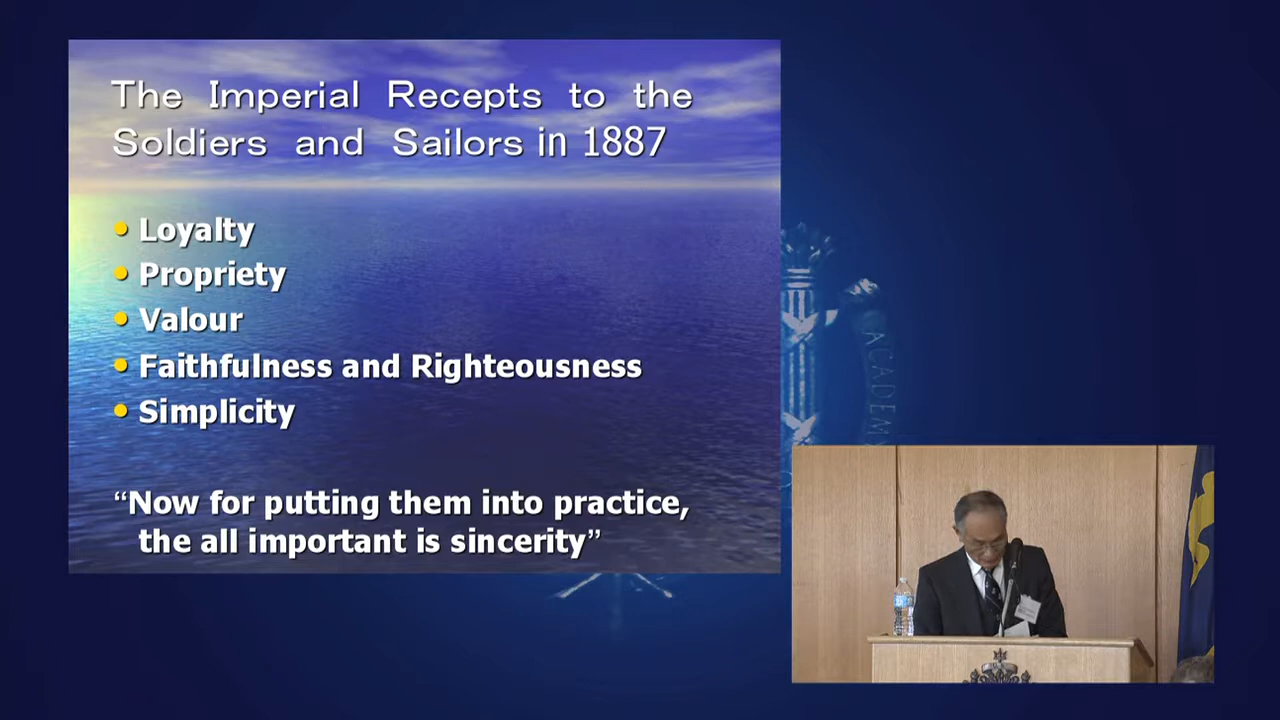 The Imperial Recepts to the
Soldiers and Sailors in 1887
• Loyalty
• Propriety
• Valour
• Faithfulness and Righteousness
• Simplicity
“Now for putting them into practice,
the all important is sincerity”
ACADEM